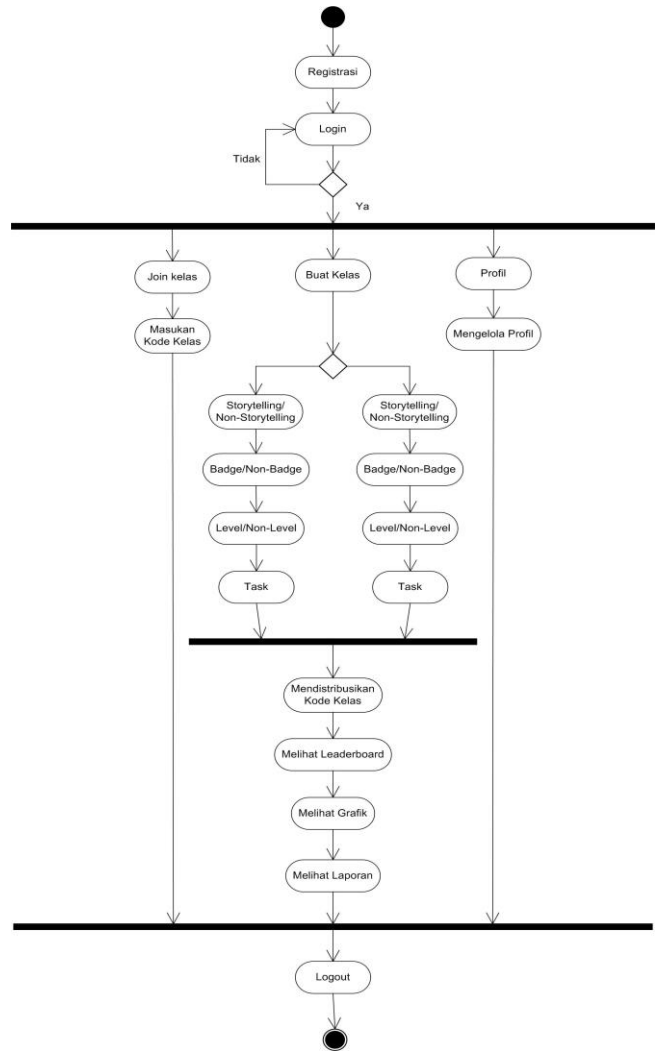 Registrasi
Login
Tidak
Ya
Join kelas
Buat Kelas
Profil
Masukan
Kode Kelas
Mengelola Profil
Storytelling/
Non-Storytelling
Storytelling/
Non-Storytelling
Badge/Non-Badge
Badge/Non-Badge
Level/Non-Level
Level/Non-Level
Task
Task
Mendistribusikan
Kode Kelas
Melihat Leaderboard
Melihat Grafik
Melihat Laporan
Logout